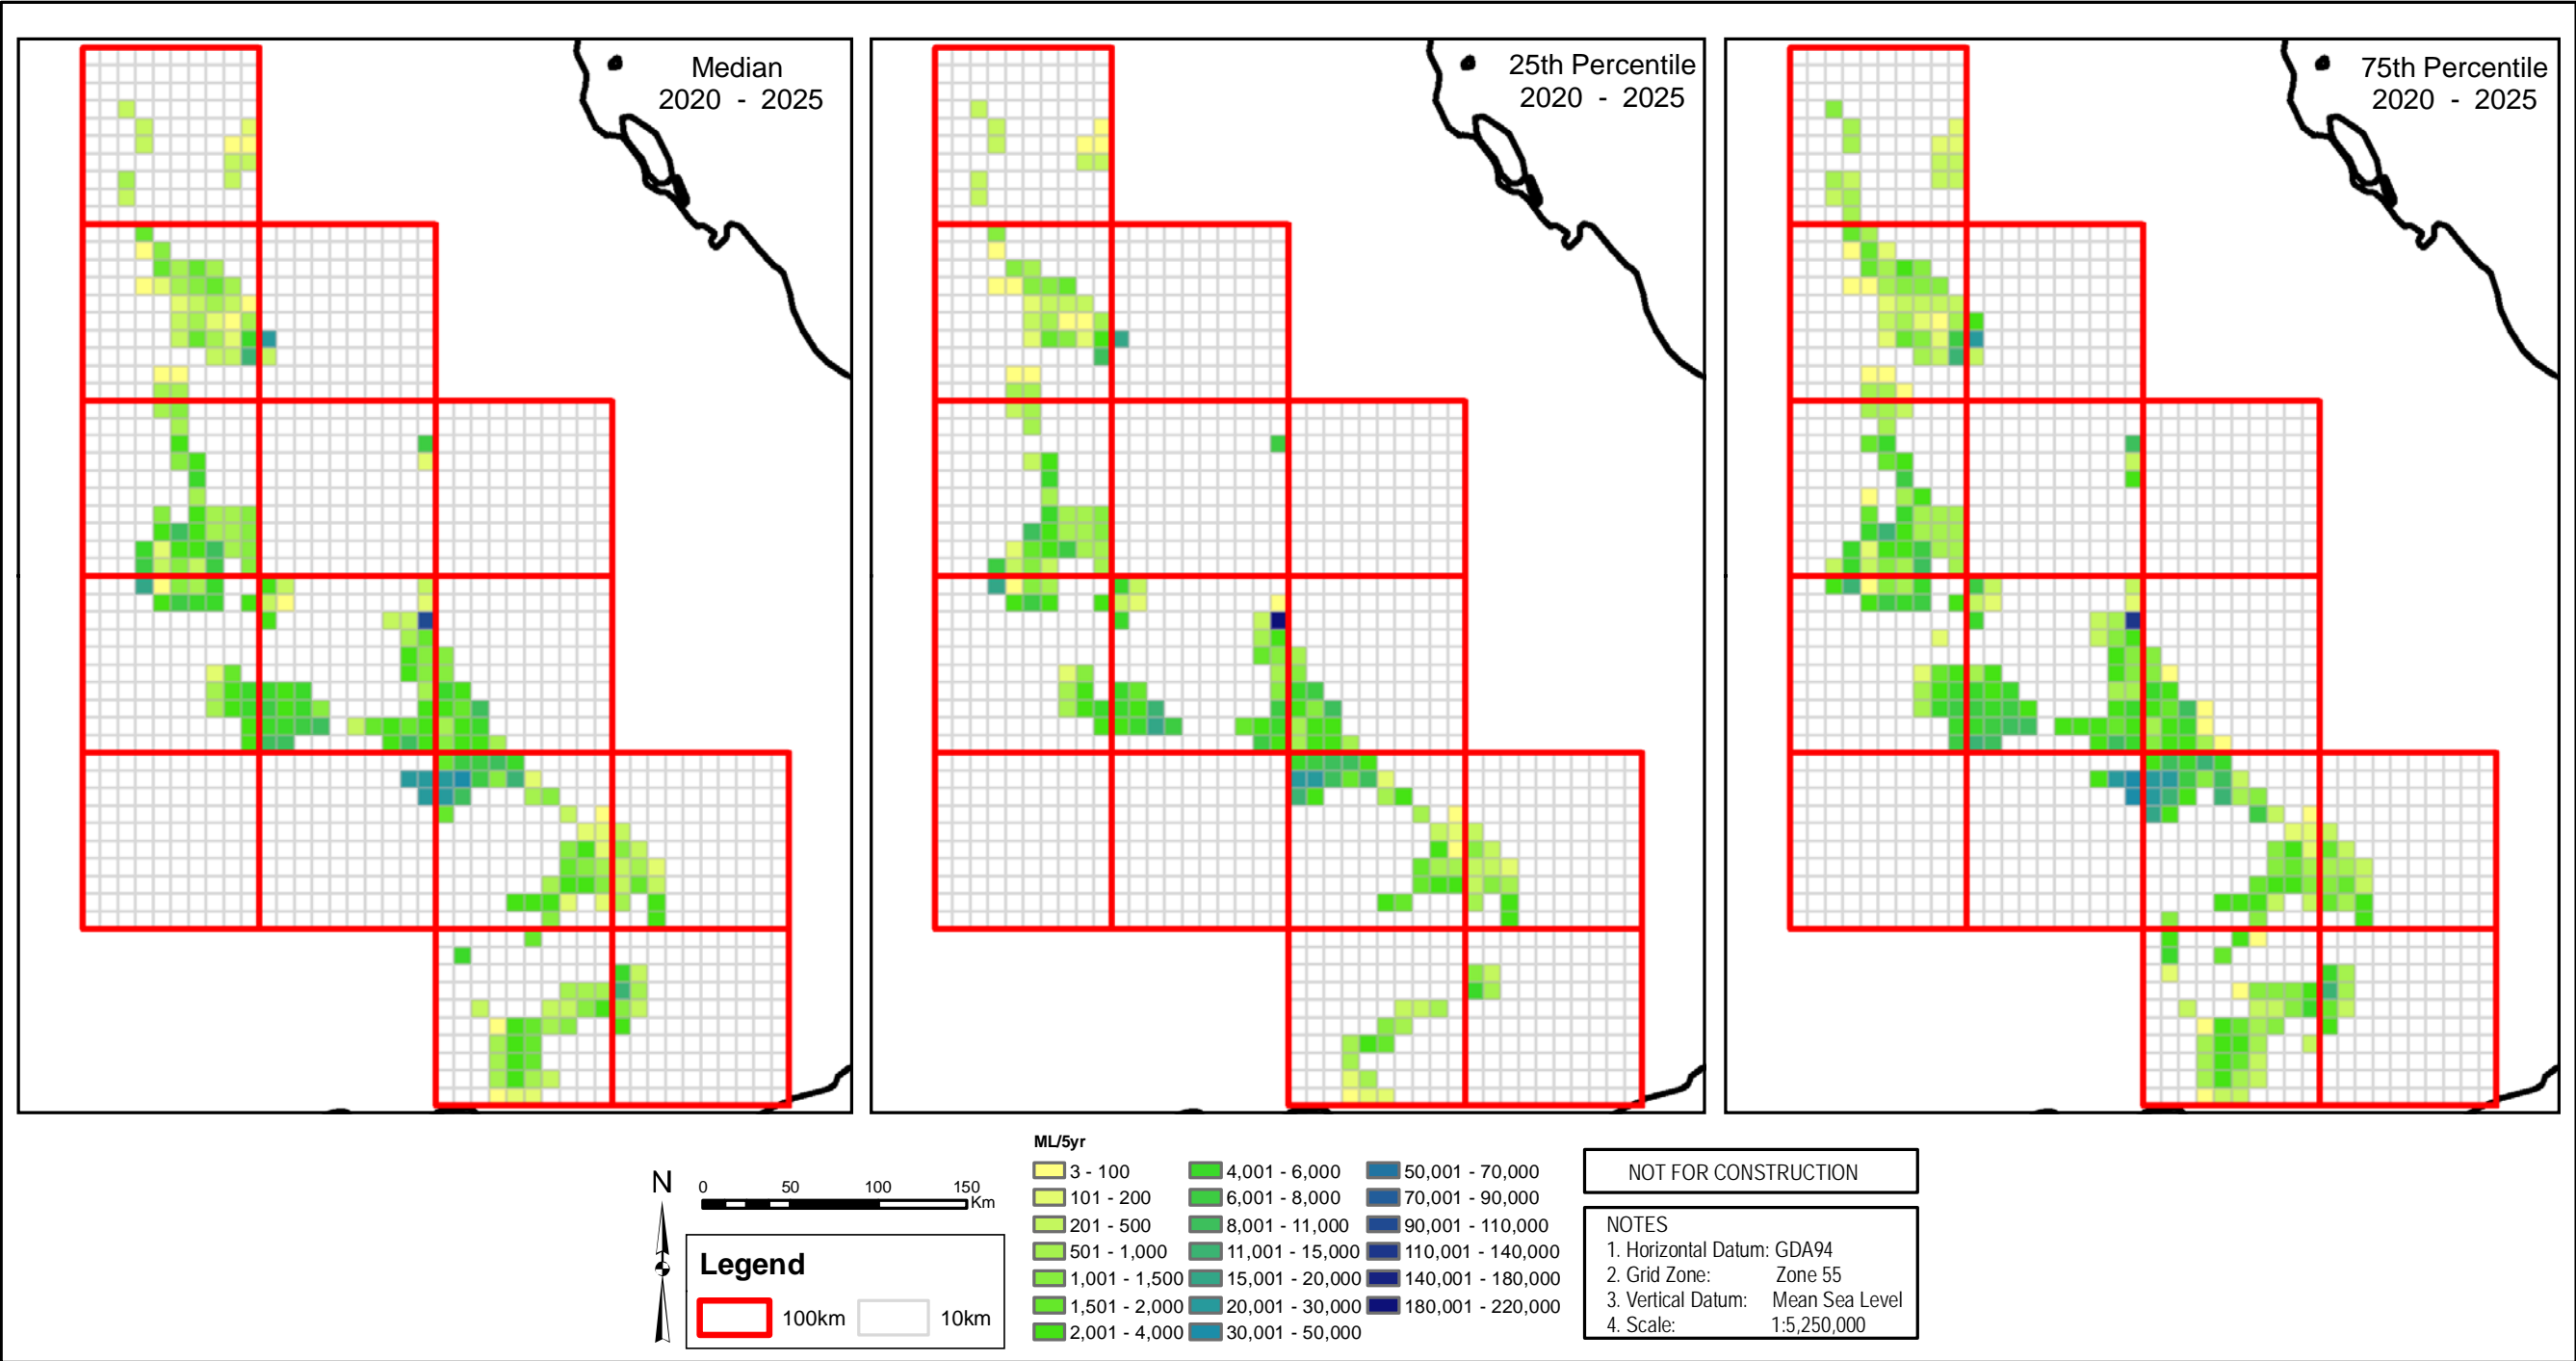 Median
2020 - 2025
25th Percentile
2020 - 2025
75th Percentile
2020 - 2025
N
0 50 100 150
Km
Legend
100km 10km
ML/5yr
3 - 100
101 - 200
201 - 500
501 - 1,000
1,001 - 1,500
1,501 - 2,000
2,001 - 4,000
4,001 - 6,000
6,001 - 8,000
8,001 - 11,000
11,001 - 15,000
15,001 - 20,000
20,001 - 30,000
30,001 - 50,000
50,001 - 70,000
70,001 - 90,000
90,001 - 110,000
110,001 - 140,000
140,001 - 180,000
180,001 - 220,000
NOT FOR CONSTRUCTION
NOTES
1. Horizontal Datum: GDA94
2. Grid Zone: Zone 55
3. Vertical Datum: Mean Sea Level
4. Scale: 1:5,250,000